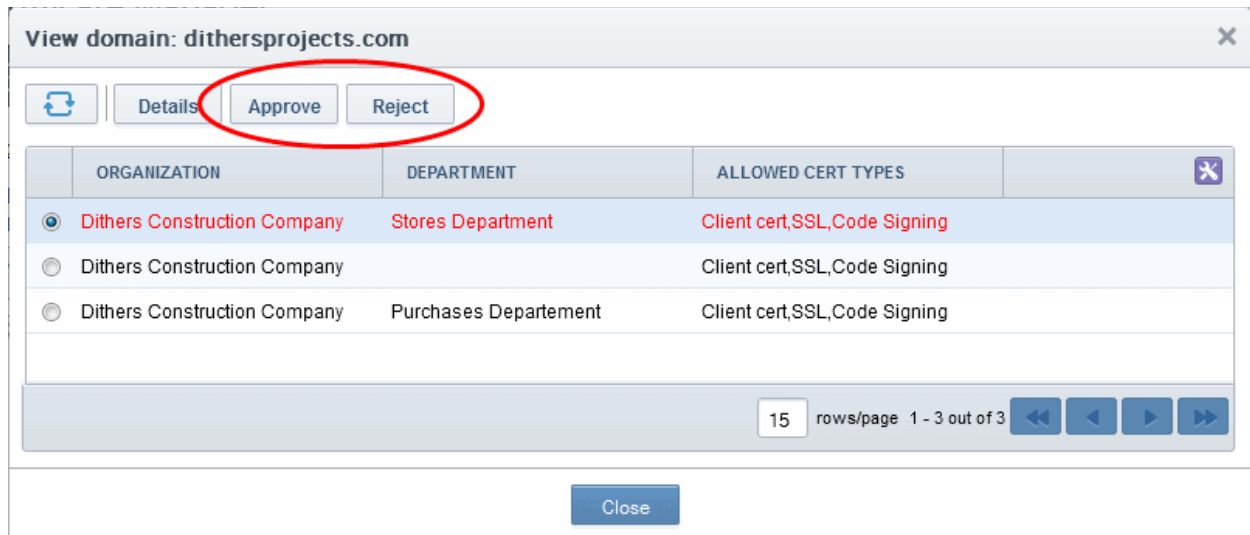 View domain: dithersprojects.com
Details Approve Reject
ORGANIZATION DEPARTMENT ALLOWED CERT TYPES
Dithers Construction Company Stores Department Client cert,SSL,Code Signing
Dithers Construction Company Client cert,SSL,Code Signing
Dithers Construction Company Purchases Departement Client cert,SSL,Code Signing
15 rows/page 1 - 3 out of 3
Close